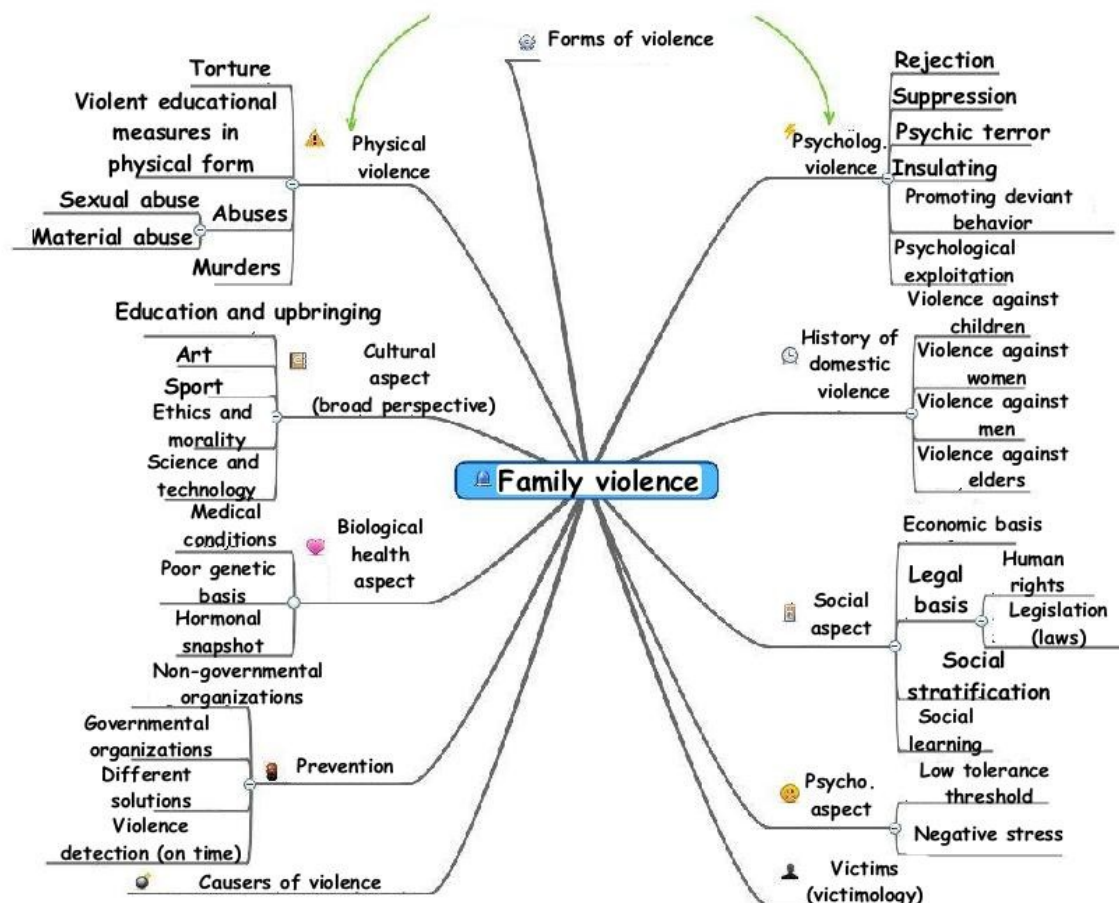 Forms of violence
Torture
Violent educational
measures in
physical form
Sexual abuse
Material abuse
Abuses
Murders
Physical
violence
Rejection
Suppression
Psychic terror
Insulating
Promoting deviant
behavior
Psychological
exploitation
Psycholog.
violence
Education and upbringing
Art
Sport
Ethics and
morality
Science and
technology
Cultural
aspect
(broad perspective)
History of
domestic
violence
Violence against
children
Violence against
women
Violence against
men
Violence against
elders
Family violence
Medical
conditions
Poor genetic
basis
Hormonal
snapshot
Biological
health
aspect
Social
aspect
Economic basis
Legal
basis
Human
rights
Legislation
(laws)
Social
stratification
Social
learning
Non-governmental
organizations
Governmental
organizations
Different
solutions
Violence
detection (on time)
Prevention
Psycho.
aspect
Low tolerance
threshold
Negative stress
Causers of violence
Victims
(victimology)